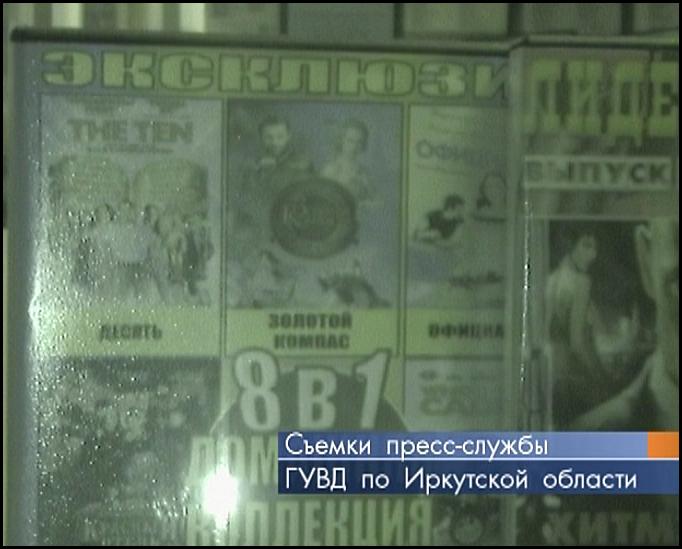 ЭКСКЛЮЗИ
ЛИДЕ
THE TEN
ВЫПУСК
ДЕСЯТЬ
ЗОЛОТОЙ
КОМПАС
ОФИЦИА
8 В 1
КОЛЛЕКЦИЯ
ХИТМ
Съемки пресс-службы
ГУВД по Иркутской области